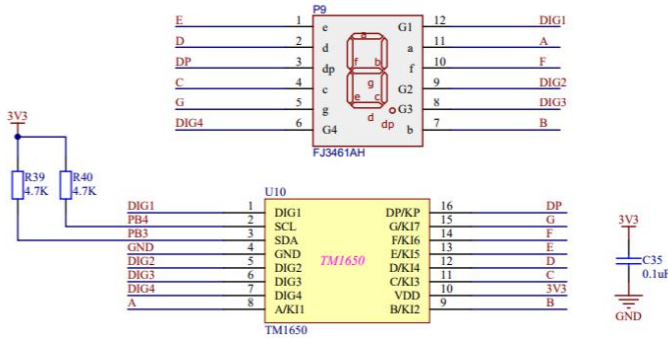 P9
E 1 e G1 12 DIG1
D 2 d a 11 A
DP 3 dp f 10 F
C 4 c G2 9 DIG2
G 5 g G3 8 DIG3
DIG4 6 G4 b 7 B
a
f b
g
e c
d dp
FJ3461AH
3V3
R39 4.7K
R40 4.7K
U10
DIG1 1 DIG1 DP/KP 16 DP
PB4 2 SCL G/KI7 15 G
PB3 3 SDA F/KI6 14 F
GND 4 GND E/KI5 13 E
DIG2 5 DIG2 D/KI4 12 D
DIG3 6 DIG3 C/KI3 11 C
DIG4 7 DIG4 VDD 10 3V3
A 8 A/KI1 B/KI2 9 B
TM1650
TM1650
3V3
C35
0.1uF
GND